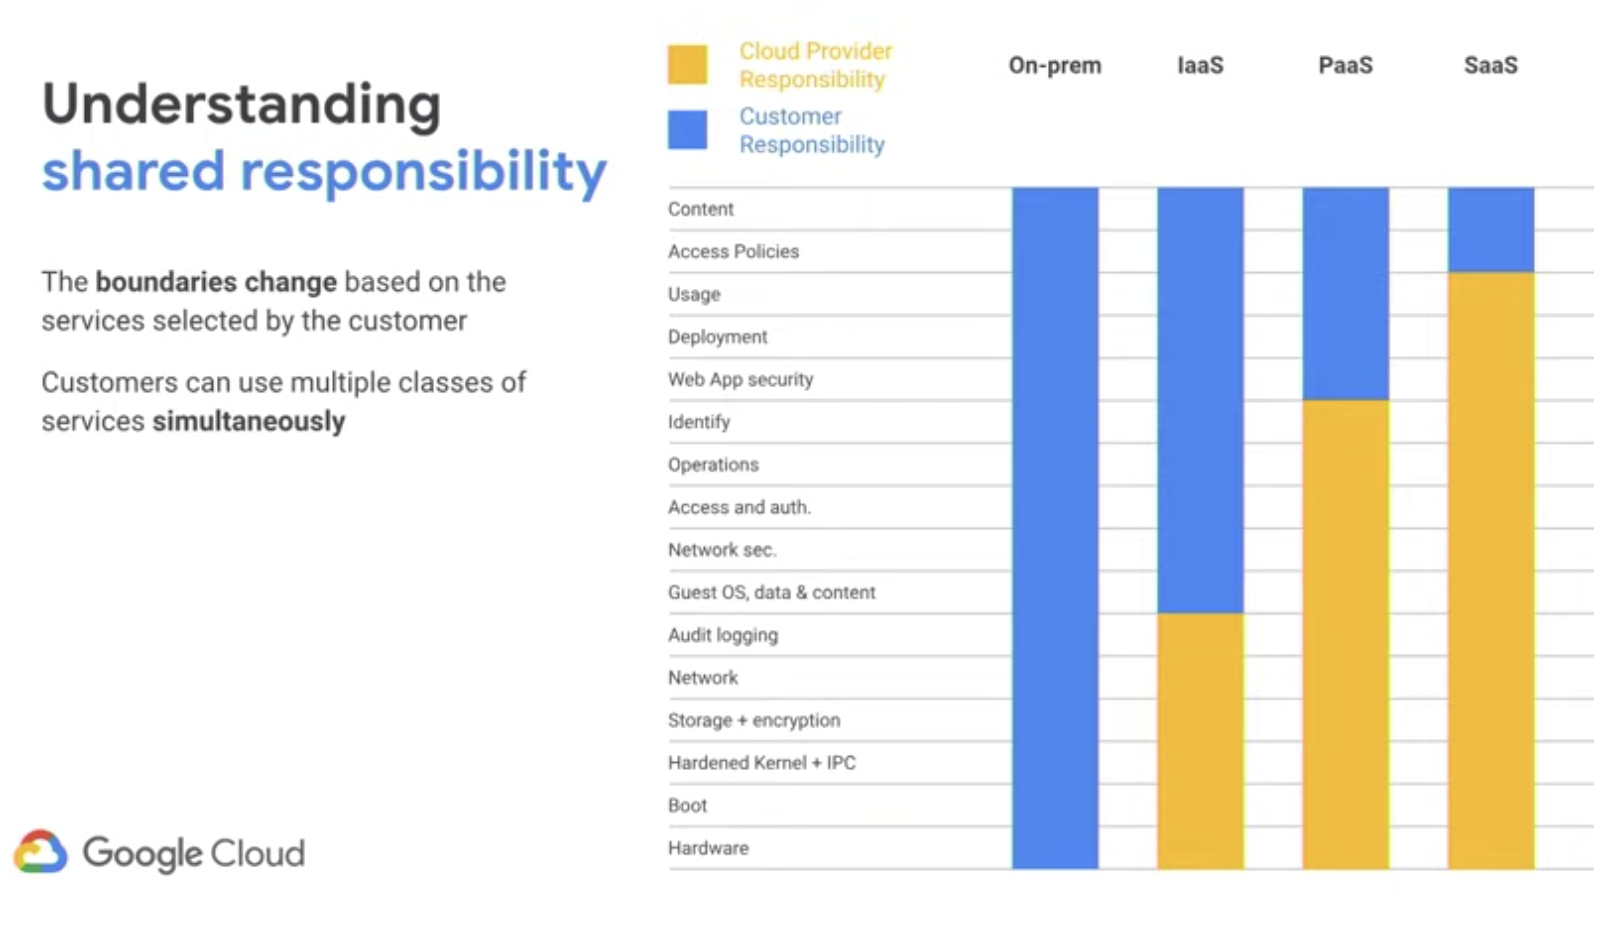 Understanding
shared responsibility
The boundaries change based on the
services selected by the customer
Customers can use multiple classes of
services simultaneously
Google Cloud
Cloud Provider
Responsibility
Customer
Responsibility
On-prem IaaS PaaS SaaS
Content
Access Policies
Usage
Deployment
Web App security
Identify
Operations
Access and auth.
Network sec.
Guest OS, data & content
Audit logging
Network
Storage + encryption
Hardened Kernel + IPC
Boot
Hardware